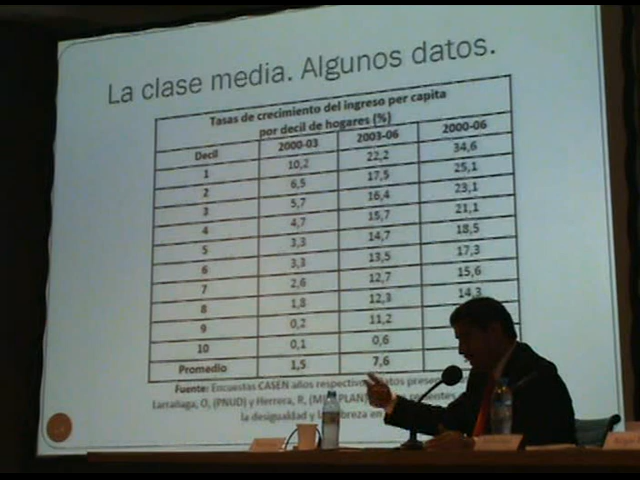 La clase media. Algunos datos.
Tasas de crecimiento del ingreso per capita
por decil de hogares (%)
Decil 2000-03 2003-06 2000-06
1 10,2 22,2 34,6
2 6,5 17,5 25,1
3 5,7 16,4 23,1
4 4,7 15,7 21,1
5 3,3 14,7 18,5
6 3,3 13,5 17,3
7 2,6 12,7 15,6
8 1,8 12,3 14,3
9 0,2 11,2
10 0,1 0,6
Promedio 1,5 7,6
Fuente: Encuestas CASEN años
Larrañaga, O, (PNUD) y Herrera, R,
la desigualdad y la